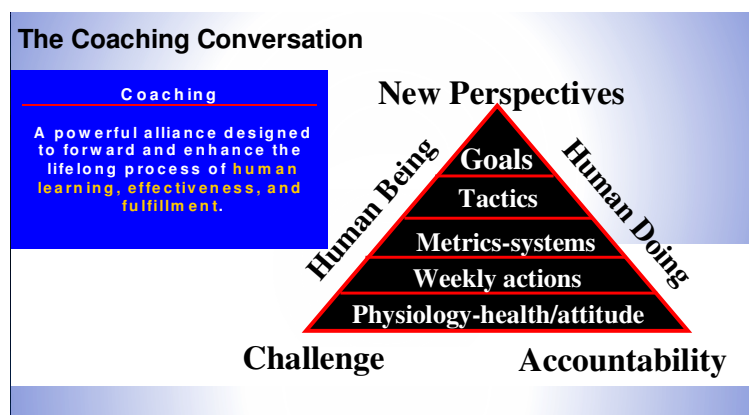 The Coaching Conversation
Coaching
A powerful alliance designed
to forward and enhance the
lifelong process of human
learning, effectiveness, and
fulfillment.
New Perspectives
Human Being
Human Doing
Goals
Tactics
Metrics-systems
Weekly actions
Physiology-health/attitude
Challenge
Accountability